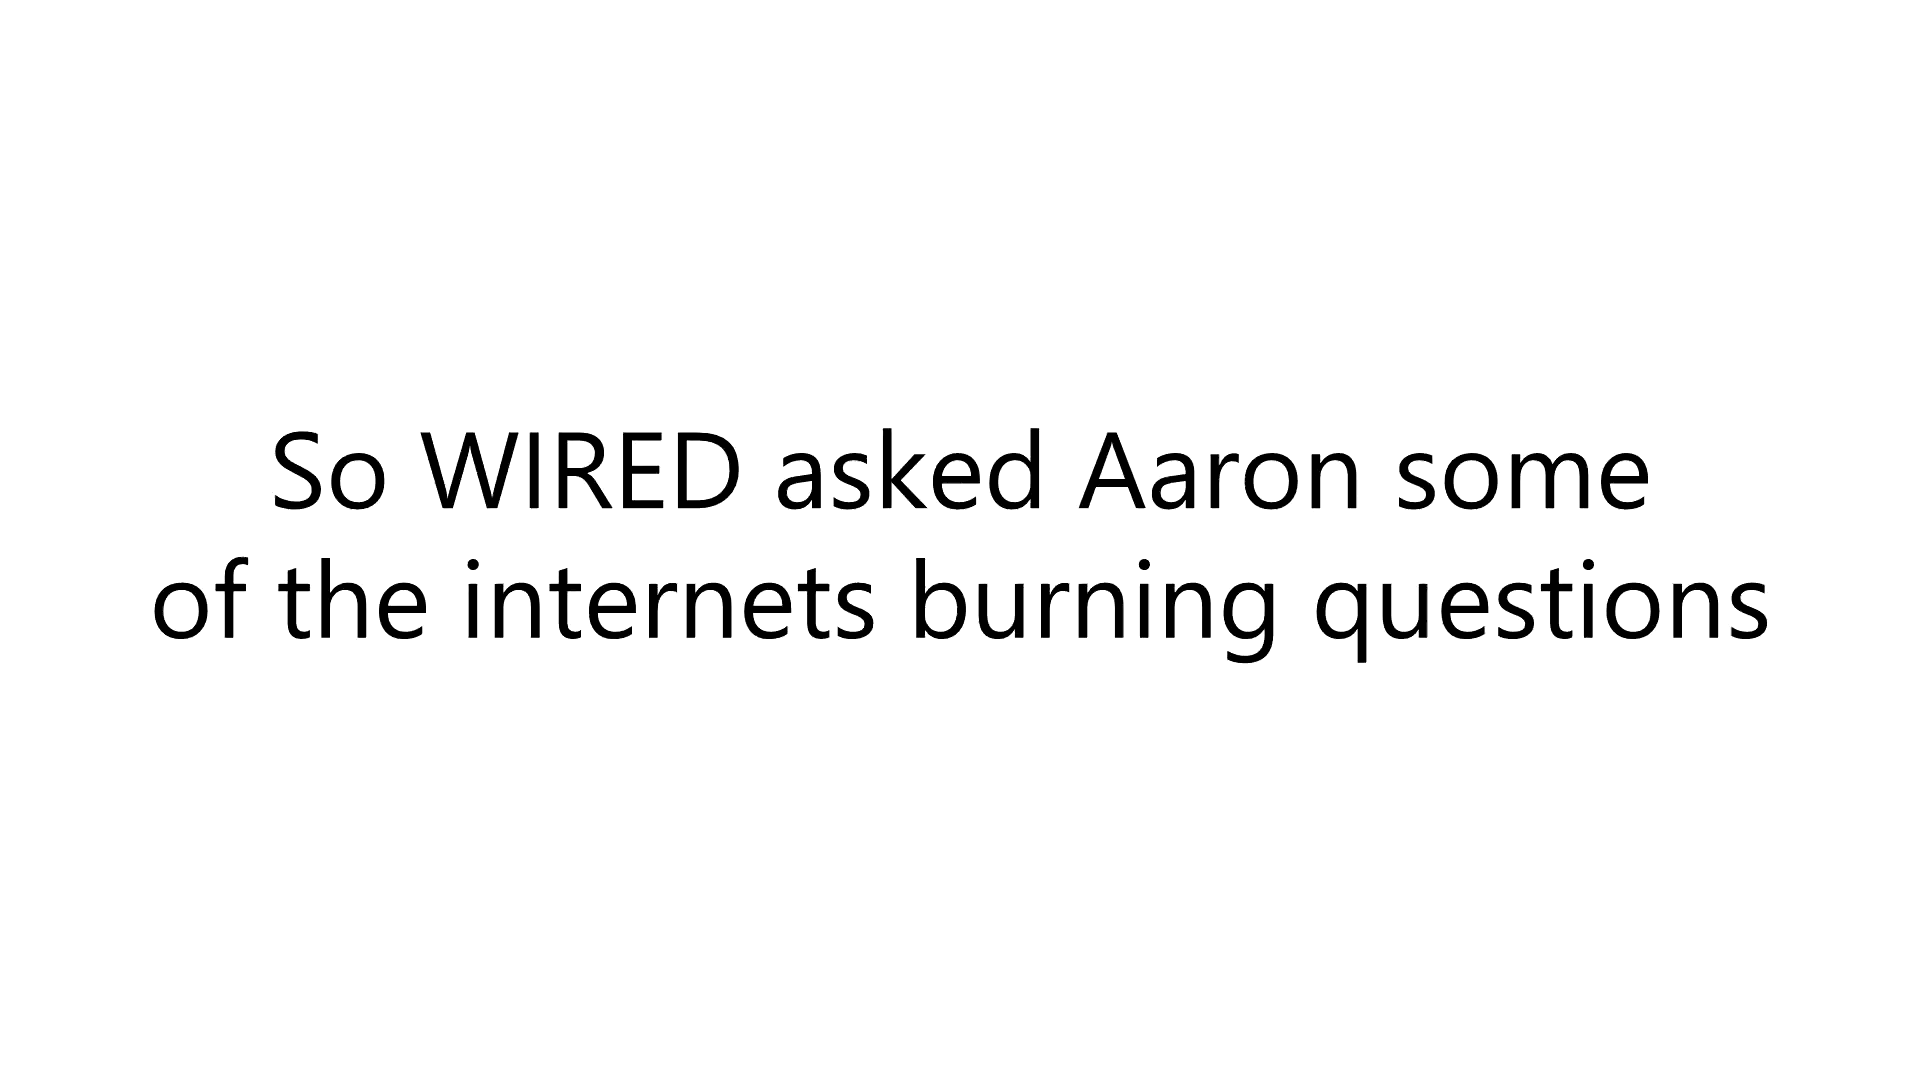 So WIRED asked Aaron some
of the internets burning questions